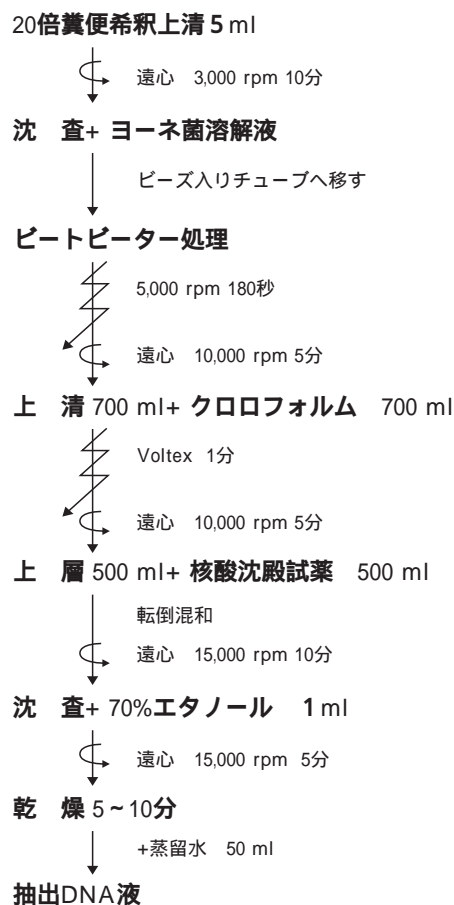 20倍糞便希釈上清 5 ml
遠心 3,000 rpm 10分
沈 査+ ヨーネ菌溶解液
ビーズ入りチューブへ移す
ビートビーター処理
5,000 rpm 180秒
遠心 10,000 rpm 5分
上 清 700 ml+ クロロフォルム 700 ml
Voltex 1分
遠心 10,000 rpm 5分
上 層 500 ml+ 核酸沈殿試薬 500 ml
転倒混和
遠心 15,000 rpm 10分
沈 査+ 70%エタノール 1 ml
遠心 15,000 rpm 5分
乾 燥 5~10分
+蒸留水 50 ml
抽出DNA液